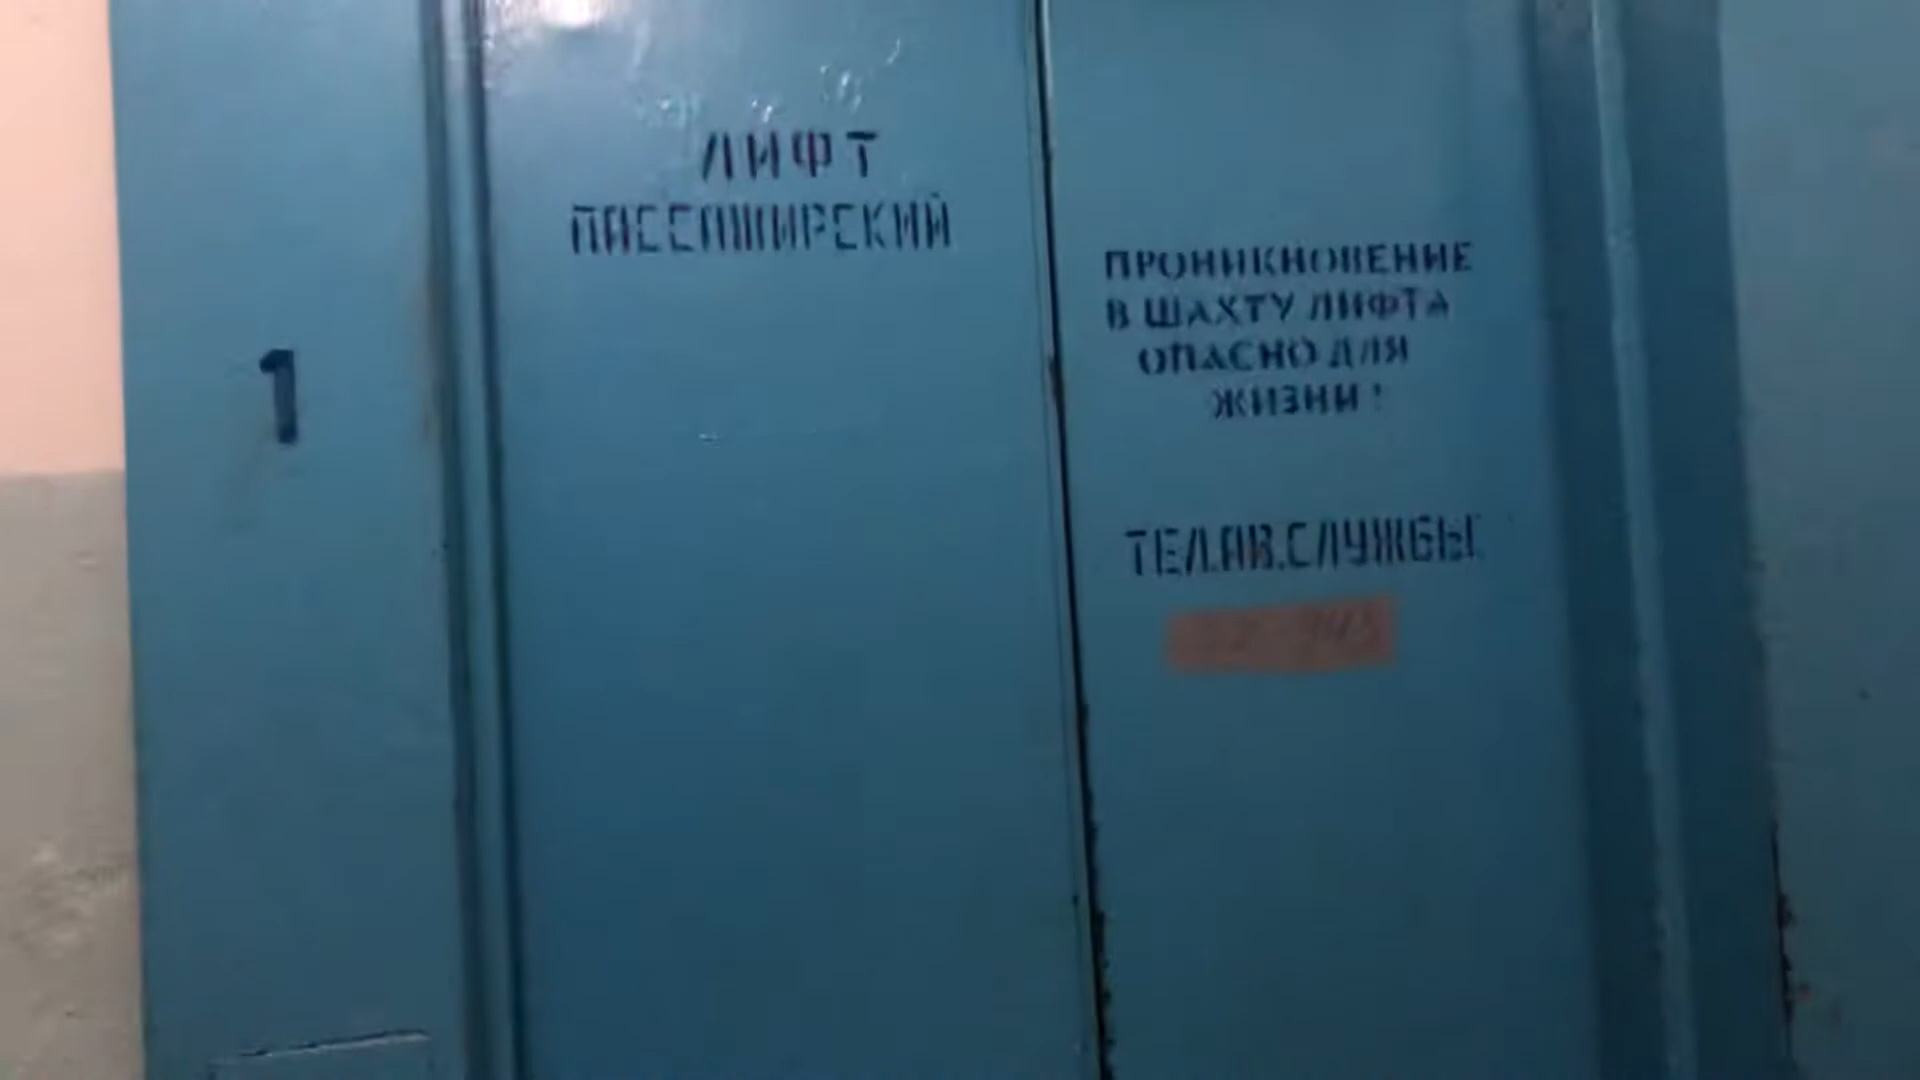 1
ЛИФТ
ПАССАЖИРСКИЙ
ПРОНИКНОВЕНИЕ
В ШАХТУ ЛИФТА
ОПАСНО ДЛЯ
ЖИЗНИ!
ТЕЛ.АВ.СЛУЖБЫ